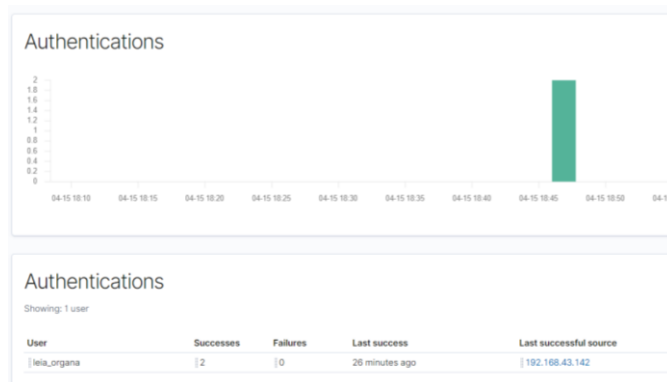 Authentications
2
1.8
1.6
1.4
1.2
1
0.8
0.6
0.4
0.2
0
04-15 18:10 04-15 18:15 04-15 18:20 04-15 18:25 04-15 18:30 04-15 18:35 04-15 18:40 04-15 18:45 04-15 18:50 04-1
Authentications
Showing: 1 user
User Successes Failures Last success Last successful source
leia_organa 2 0 26 minutes ago 192.168.43.142